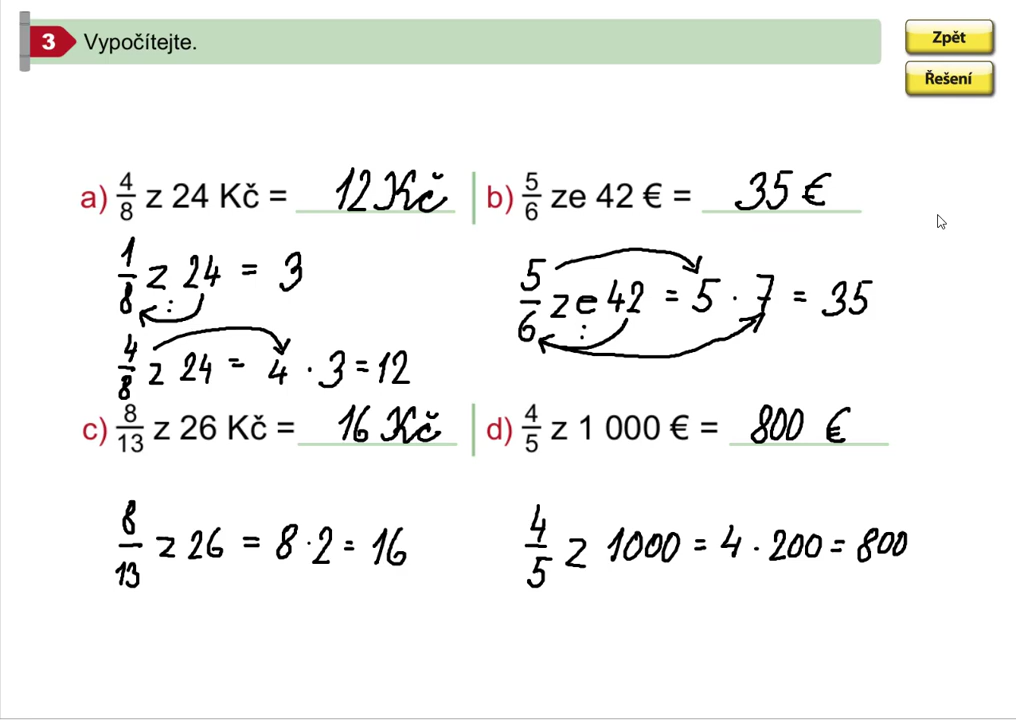 3 Vypočítejte.
Zpět
Řešení
a) 4/8 z 24 Kč = 12 Kč
b) 5/6 ze 42 € = 35 €
1/8 z 24 = 3
:
4/8 z 24 = 4 · 3 = 12
5/6 ze 42 = 5 · 7 = 35
:
c) 8/13 z 26 Kč = 16 Kč
d) 4/5 z 1 000 € = 800 €
8/13 z 26 = 8 · 2 = 16
4/5 z 1000 = 4 · 200 = 800